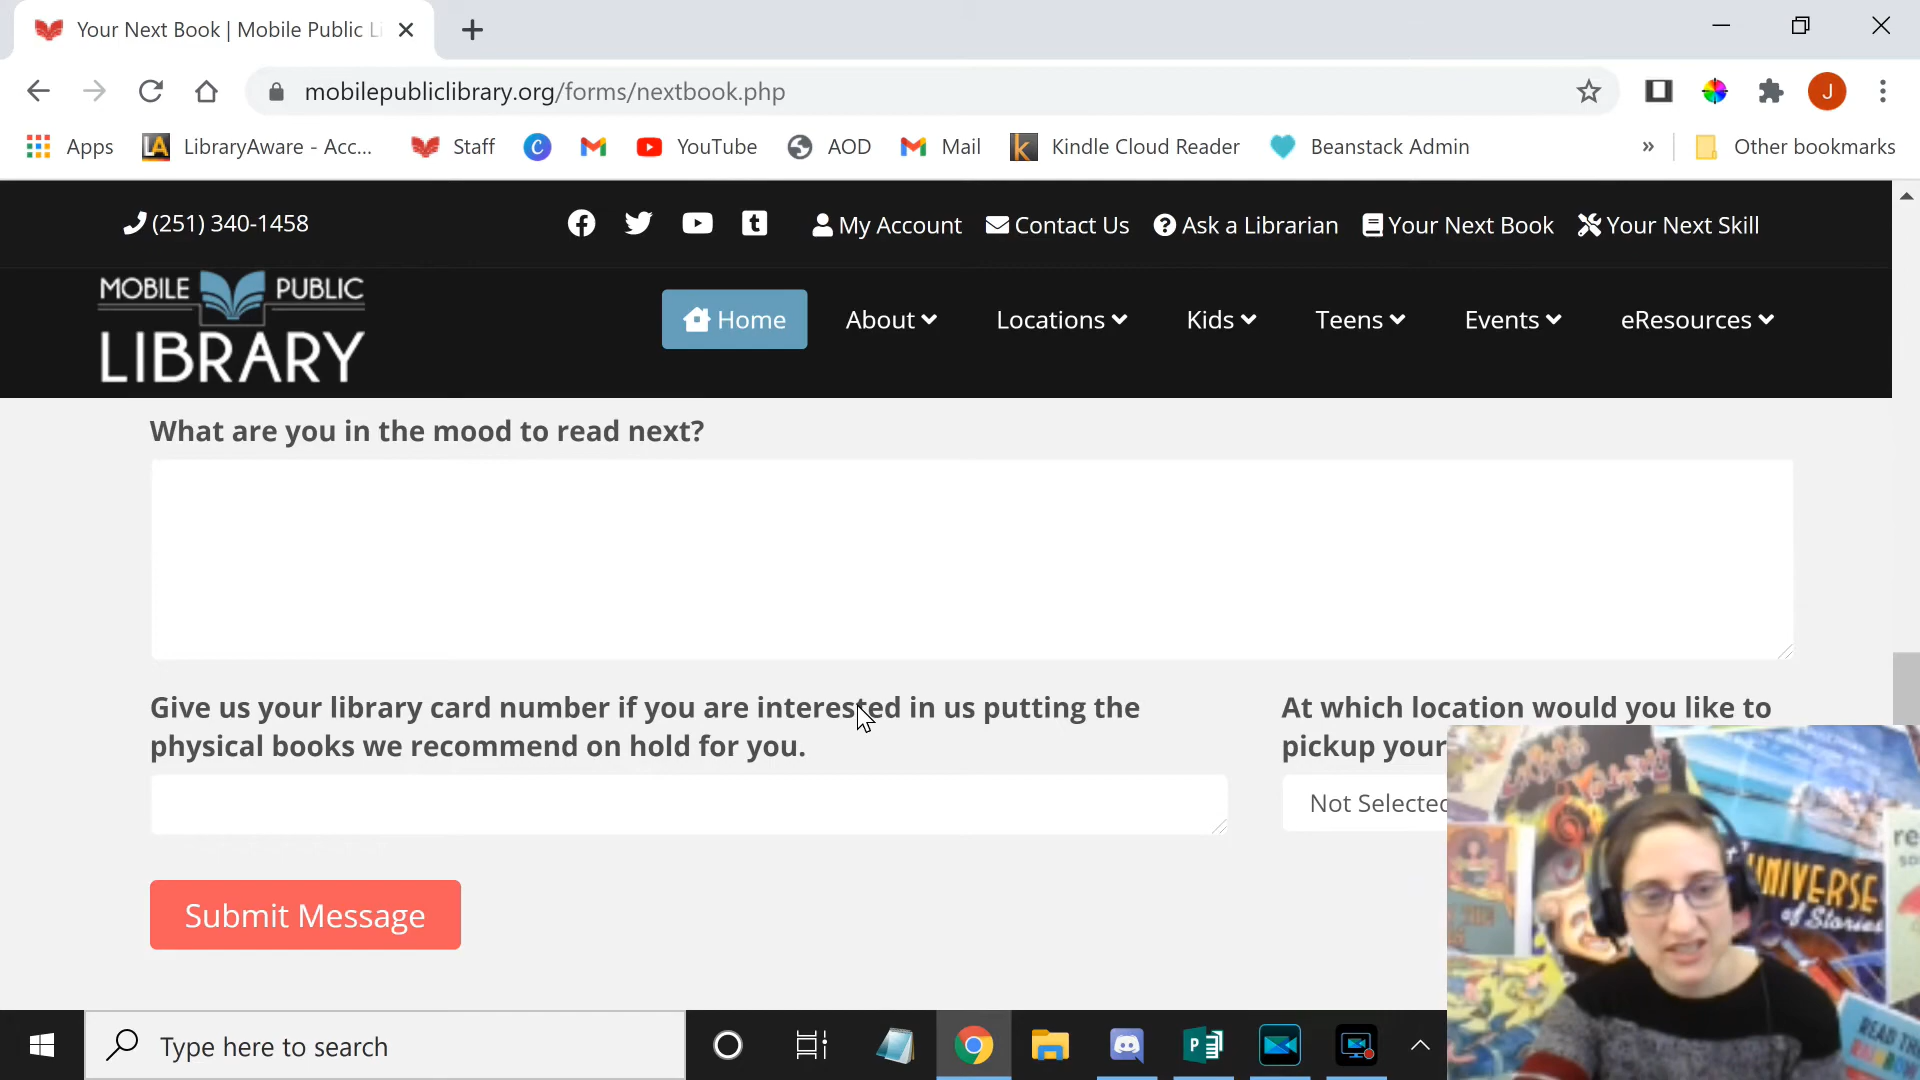 Your Next Book | Mobile Public Li
mobilepubliclibrary.org/forms/nextbook.php
J
Apps
LA
LibraryAware - Acc...
Staff
C
YouTube
AOD
Mail
k
Kindle Cloud Reader
Beanstack Admin
»
Other bookmarks
(251) 340-1458
My Account
Contact Us
Ask a Librarian
Your Next Book
Your Next Skill
MOBILE PUBLIC
LIBRARY
Home
About
Locations
Kids
Teens
Events
eResources
What are you in the mood to read next?
Give us your library card number if you are interested in us putting the
physical books we recommend on hold for you.
At which location would you like to
pickup your
Not Selected
Submit Message
UNIVERSE
of Stories
READ THE
RAINBOW
Type here to search